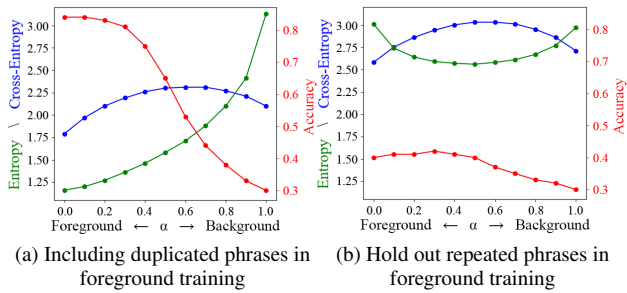 Entropy \ Cross-Entropy
3.00
2.75
2.50
2.25
2.00
1.75
1.50
1.25
0.8
0.7
0.6
0.5
0.4
0.3
Accuracy
0.0 0.2 0.4 0.6 0.8 1.0
Foreground ← α → Background
(a) Including duplicated phrases in
foreground training
Entropy \ Cross-Entropy
3.00
2.75
2.50
2.25
2.00
1.75
1.50
1.25
0.8
0.7
0.6
0.5
0.4
0.3
Accuracy
0.0 0.2 0.4 0.6 0.8 1.0
Foreground ← α → Background
(b) Hold out repeated phrases in
foreground training